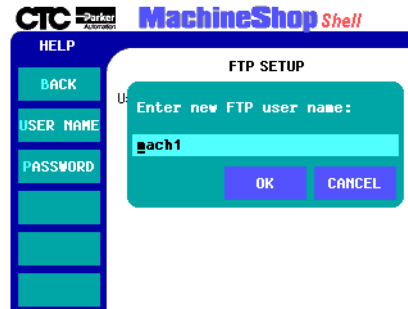 CTC Parker Automation MachineShop Shell
HELP
FTP SETUP
BACK
U
Enter new FTP user name:
USER NAME
mach1
PASSWORD
OK CANCEL